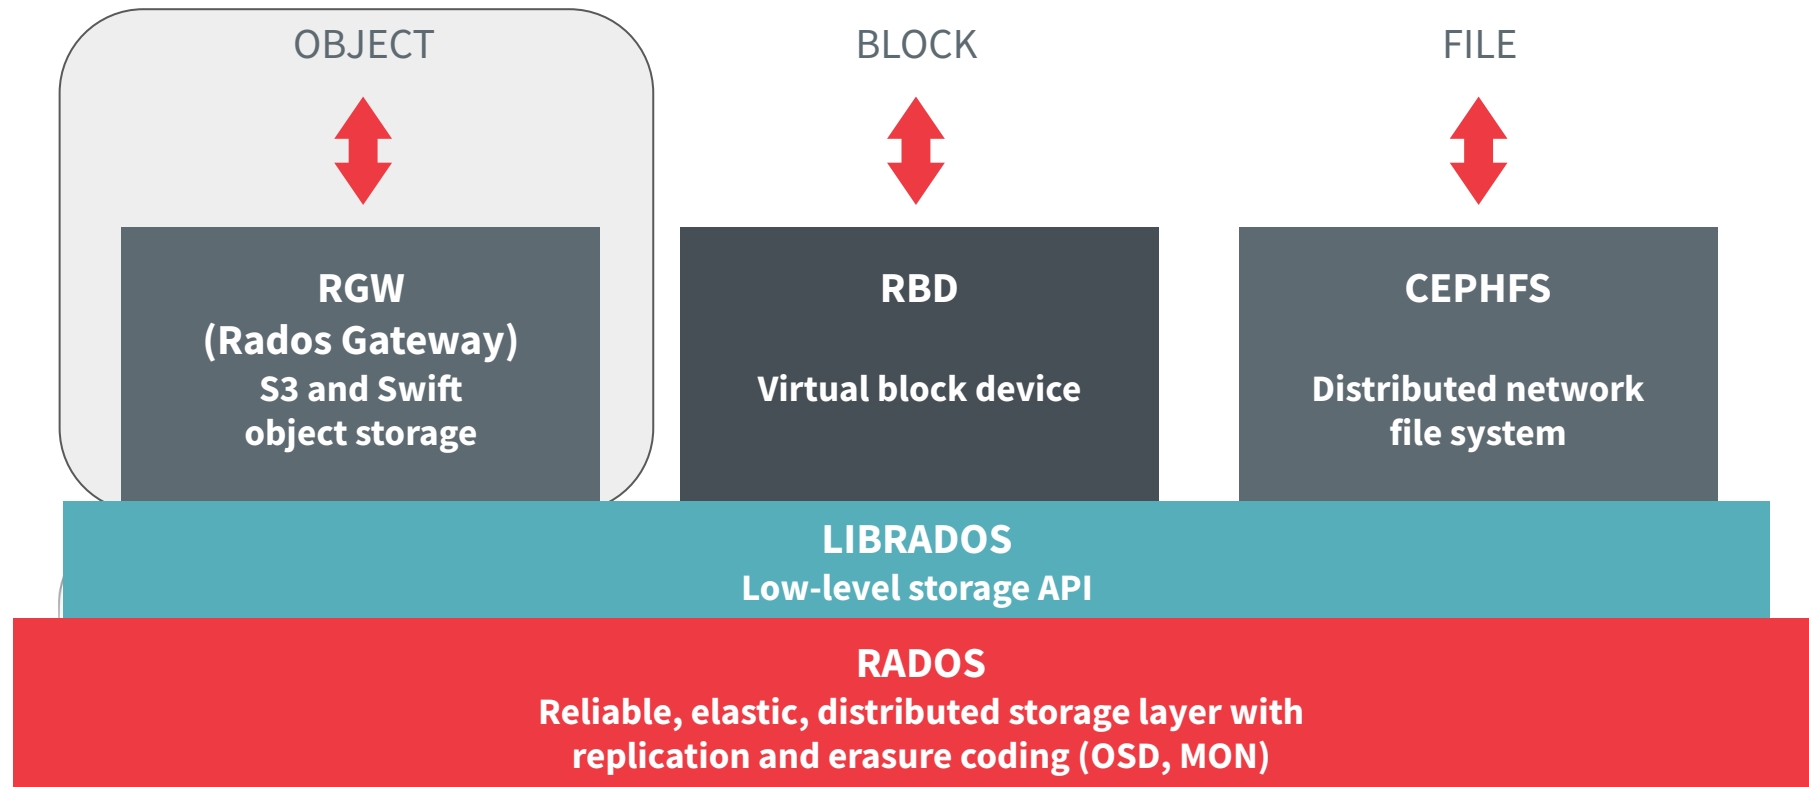 OBJECT
BLOCK
FILE
RGW
(Rados Gateway)
S3 and Swift
object storage
RBD
Virtual block device
CEPHFS
Distributed network
file system
LIBRADOS
Low-level storage API
RADOS
Reliable, elastic, distributed storage layer with
replication and erasure coding (OSD, MON)